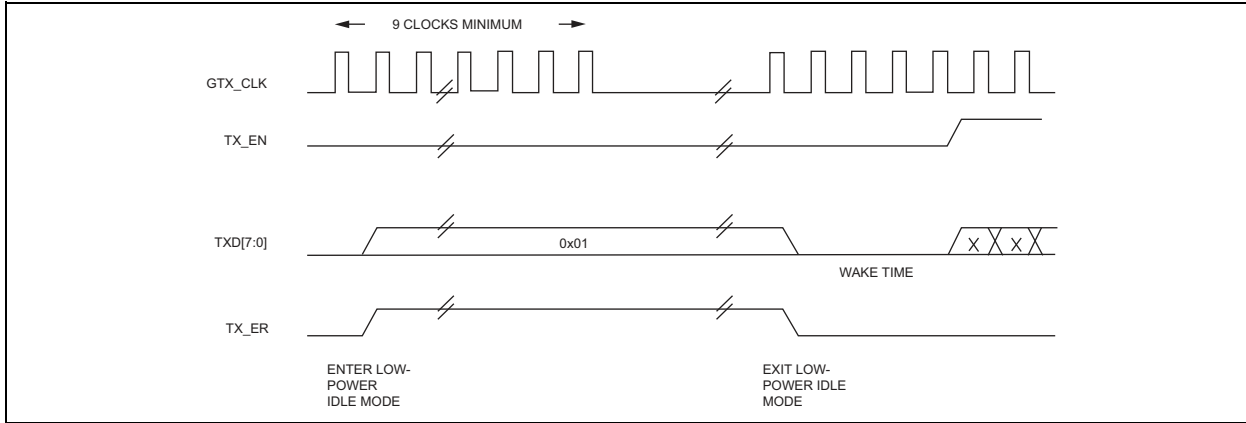 9 CLOCKS MINIMUM
GTX_CLK
TX_EN
TXD[7:0]
0x01
X X
WAKE TIME
TX_ER
ENTER LOW-
POWER
IDLE MODE
EXIT LOW-
POWER IDLE
MODE